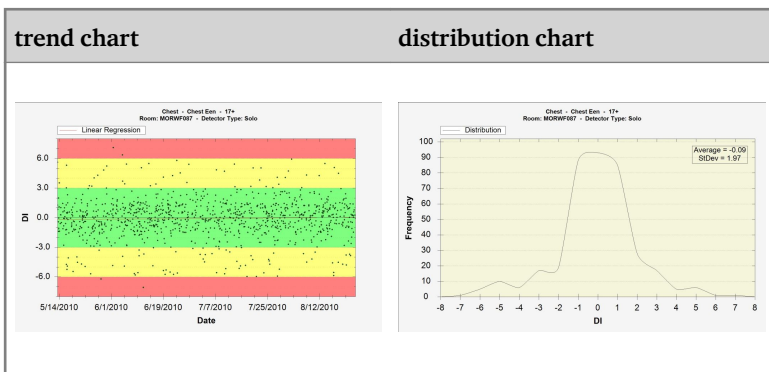 trend chart
distribution chart
Chest - Chest Een - 17+
Room: MORWF087 - Detector Type: Solo
Linear Regression
6.0
3.0
0.0
-3.0
-6.0
DI
5/14/2010 6/1/2010 6/19/2010 7/7/2010 7/25/2010 8/12/2010
Date
Chest - Chest Een - 17+
Room: MORWF087 - Detector Type: Solo
Distribution
Average = -0.09
StDev = 1.97
100
90
80
70
60
50
40
30
20
10
0
Frequency
-8 -7 -6 -5 -4 -3 -2 -1 0 1 2 3 4 5 6 7 8
DI